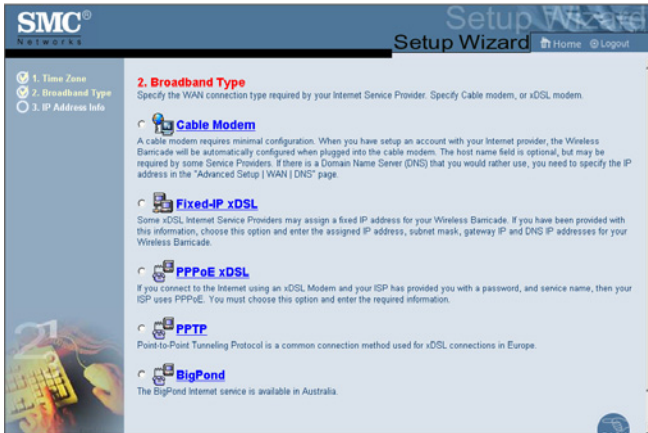 SMC®
Networks
Setup Wizard
Setup Wizard
Home
Logout
1. Time Zone
2. Broadband Type
3. IP Address Info
2. Broadband Type
Specify the WAN connection type required by your Internet Service Provider. Specify Cable modem, or xDSL modem.
Cable Modem
A cable modem requires minimal configuration. When you have setup an account with your Internet provider, the Wireless
Barricade will be automatically configured when plugged into the cable modem. The host name field is optional, but may be
required by some Service Providers. If there is a Domain Name Server (DNS) that you would rather use, you need to specify the IP
address in the "Advanced Setup | WAN | DNS" page.
Fixed-IP xDSL
Some xDSL Internet Service Providers may assign a fixed IP address for your Wireless Barricade. If you have been provided with
this information, choose this option and enter the assigned IP address, subnet mask, gateway IP and DNS IP addresses for your
Wireless Barricade.
PPPoE xDSL
If you connect to the Internet using an xDSL Modem and your ISP has provided you with a password, and service name, then your
ISP uses PPPoE. You must choose this option and enter the required information.
PPTP
Point-to-Point Tunneling Protocol is a common connection method used for xDSL connections in Europe.
BigPond
The BigPond Internet service is available in Australia.